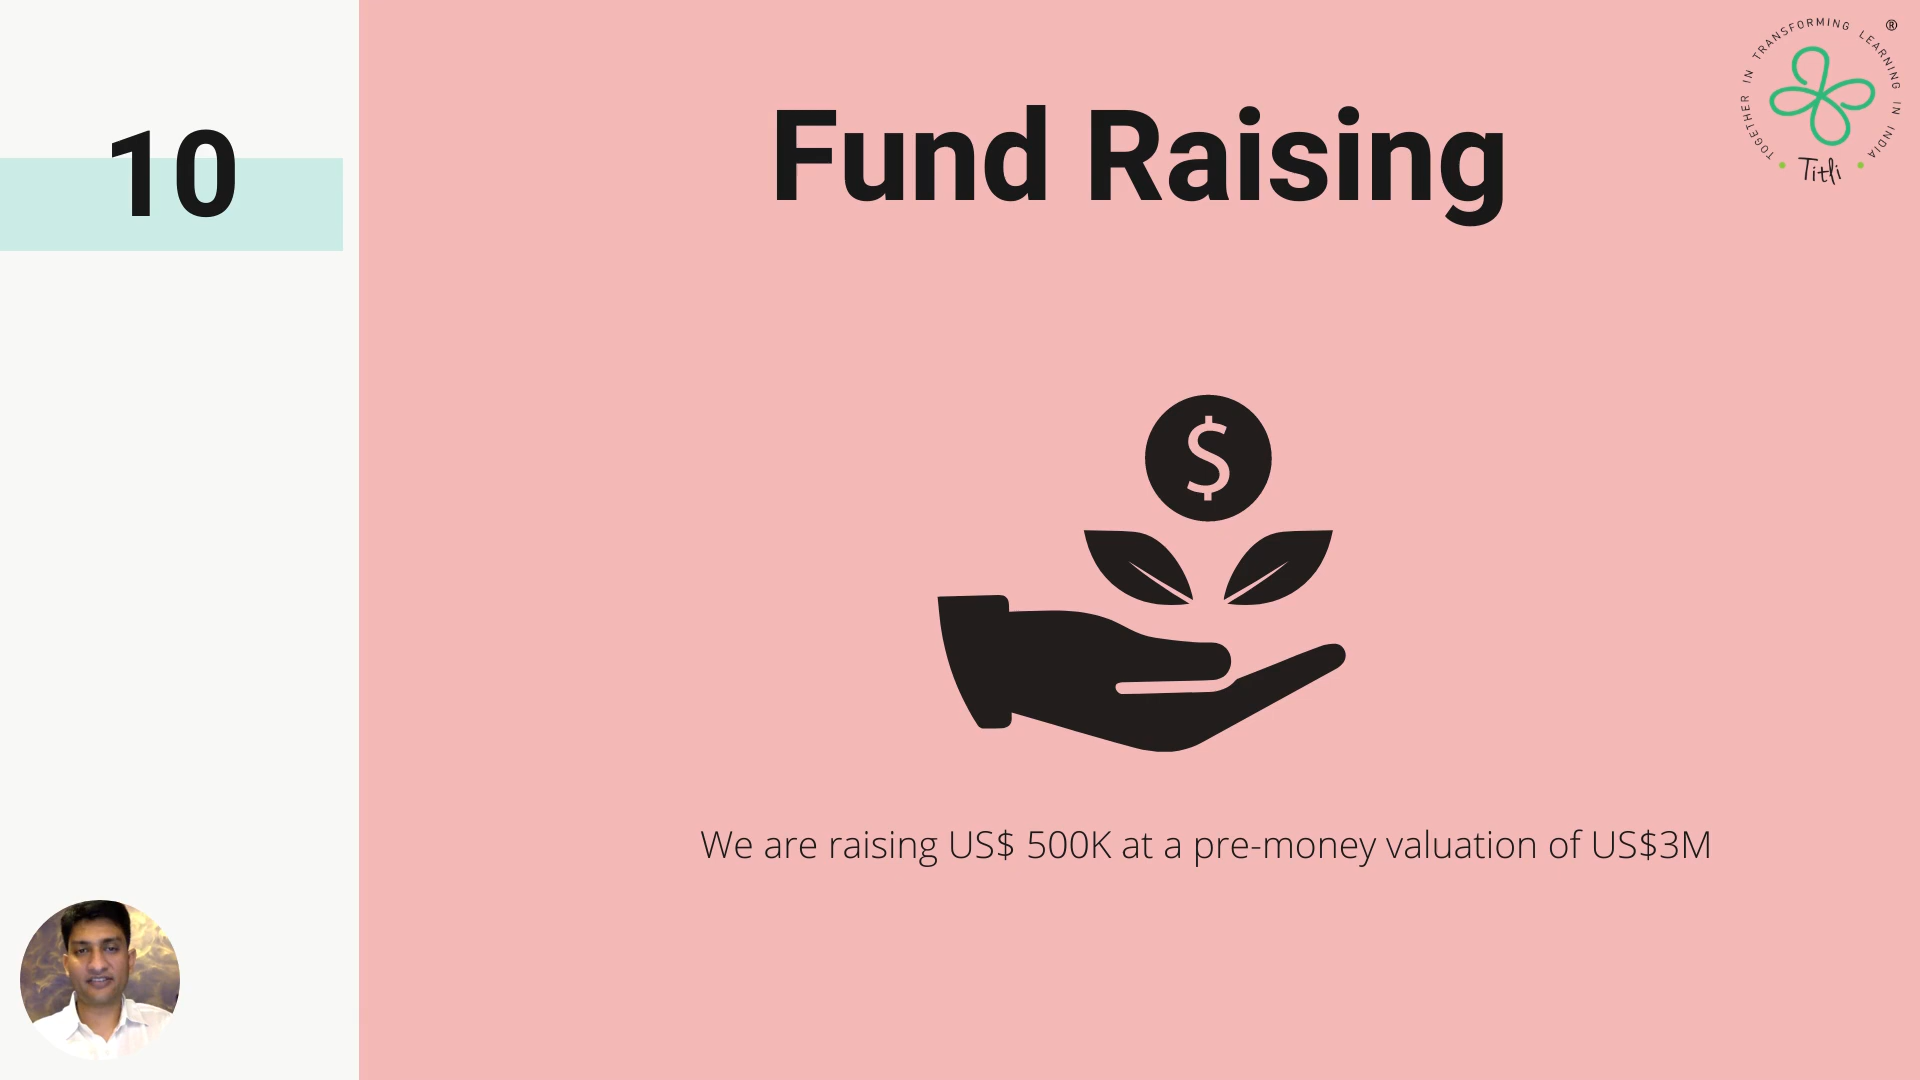 10
Fund Raising
TOGETHER IN TRANSFORMING LEARNING IN INDIA
®
Titli
$
We are raising US$ 500K at a pre-money valuation of US$3M